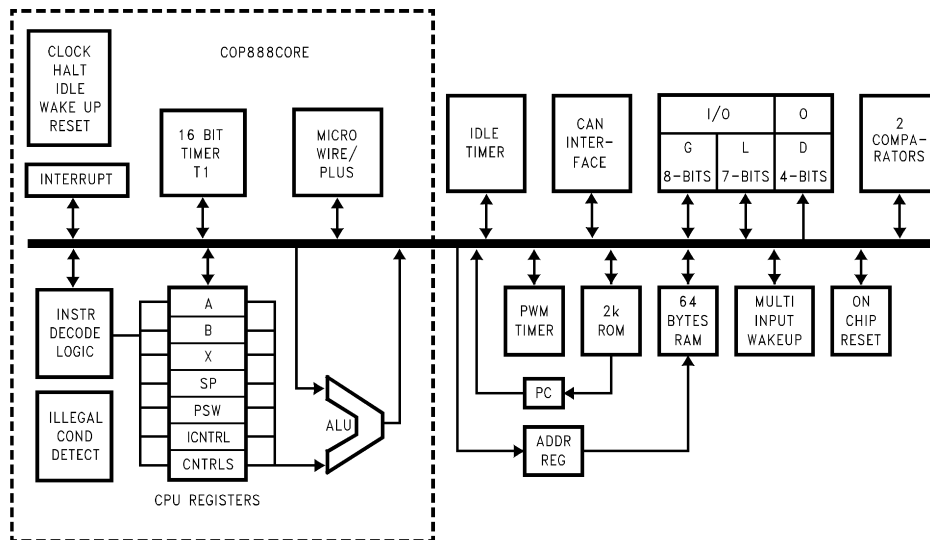 COP888CORE
CLOCK
HALT
IDLE
WAKE UP
RESET
INTERRUPT
16 BIT
TIMER
T1
MICRO
WIRE/
PLUS
IDLE
TIMER
CAN
INTER-
FACE
I/O
O
G
L
D
8-BITS
7-BITS
4-BITS
2
COMPA-
RATORS
INSTR
DECODE
LOGIC
A
B
X
SP
PSW
ICNTRL
CNTRLS
CPU REGISTERS
ILLEGAL
COND
DETECT
ALU
PWM
TIMER
2k
ROM
64
BYTES
RAM
MULTI
INPUT
WAKEUP
ON
CHIP
RESET
PC
ADDR
REG